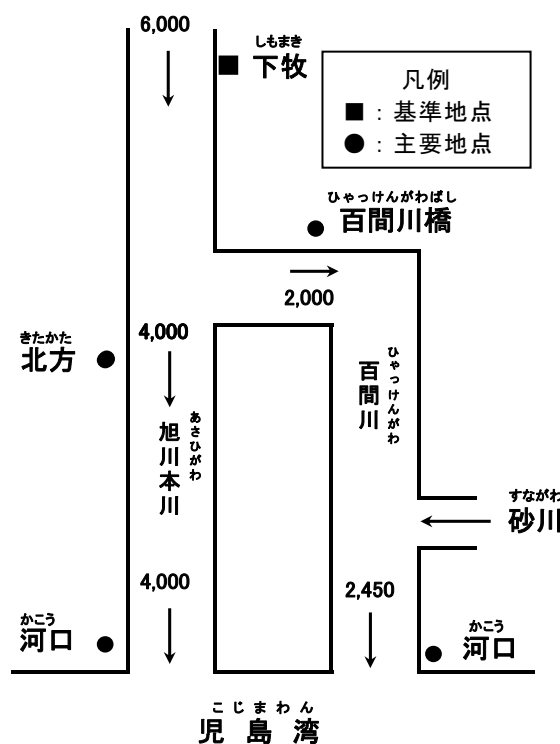 6,000
しもまき
下牧
凡例
■：基準地点
●：主要地点
ひゃっけんがわばし
百間川橋
2,000
きたかた
北方
4,000
ひゃっけんがわ
百間川
あさひがわ
旭川本川
すながわ
砂川
4,000
2,450
かこう
河口
かこう
河口
こじまわん
児島湾